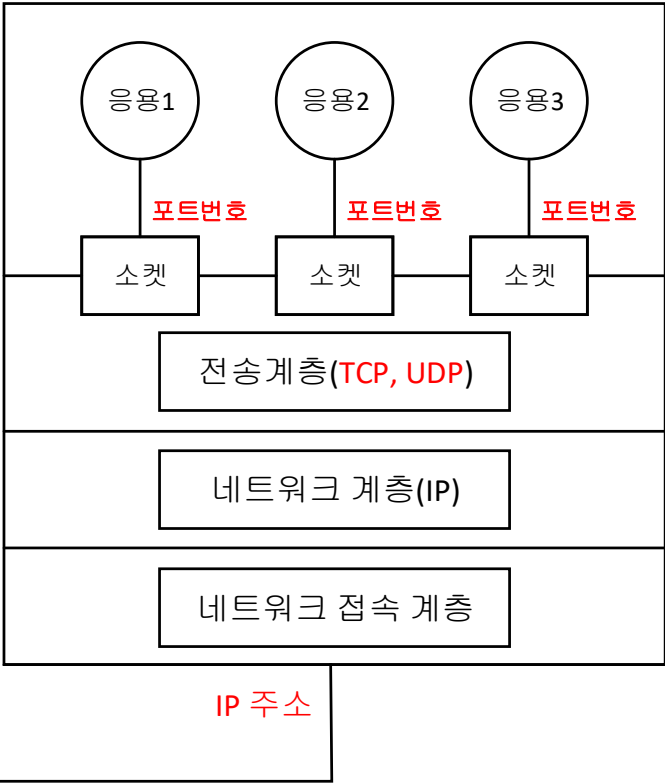 응용1 응용2 응용3
포트번호 포트번호 포트번호
소켓 소켓 소켓
전송계층(TCP, UDP)
네트워크 계층(IP)
네트워크 접속 계층
IP 주소